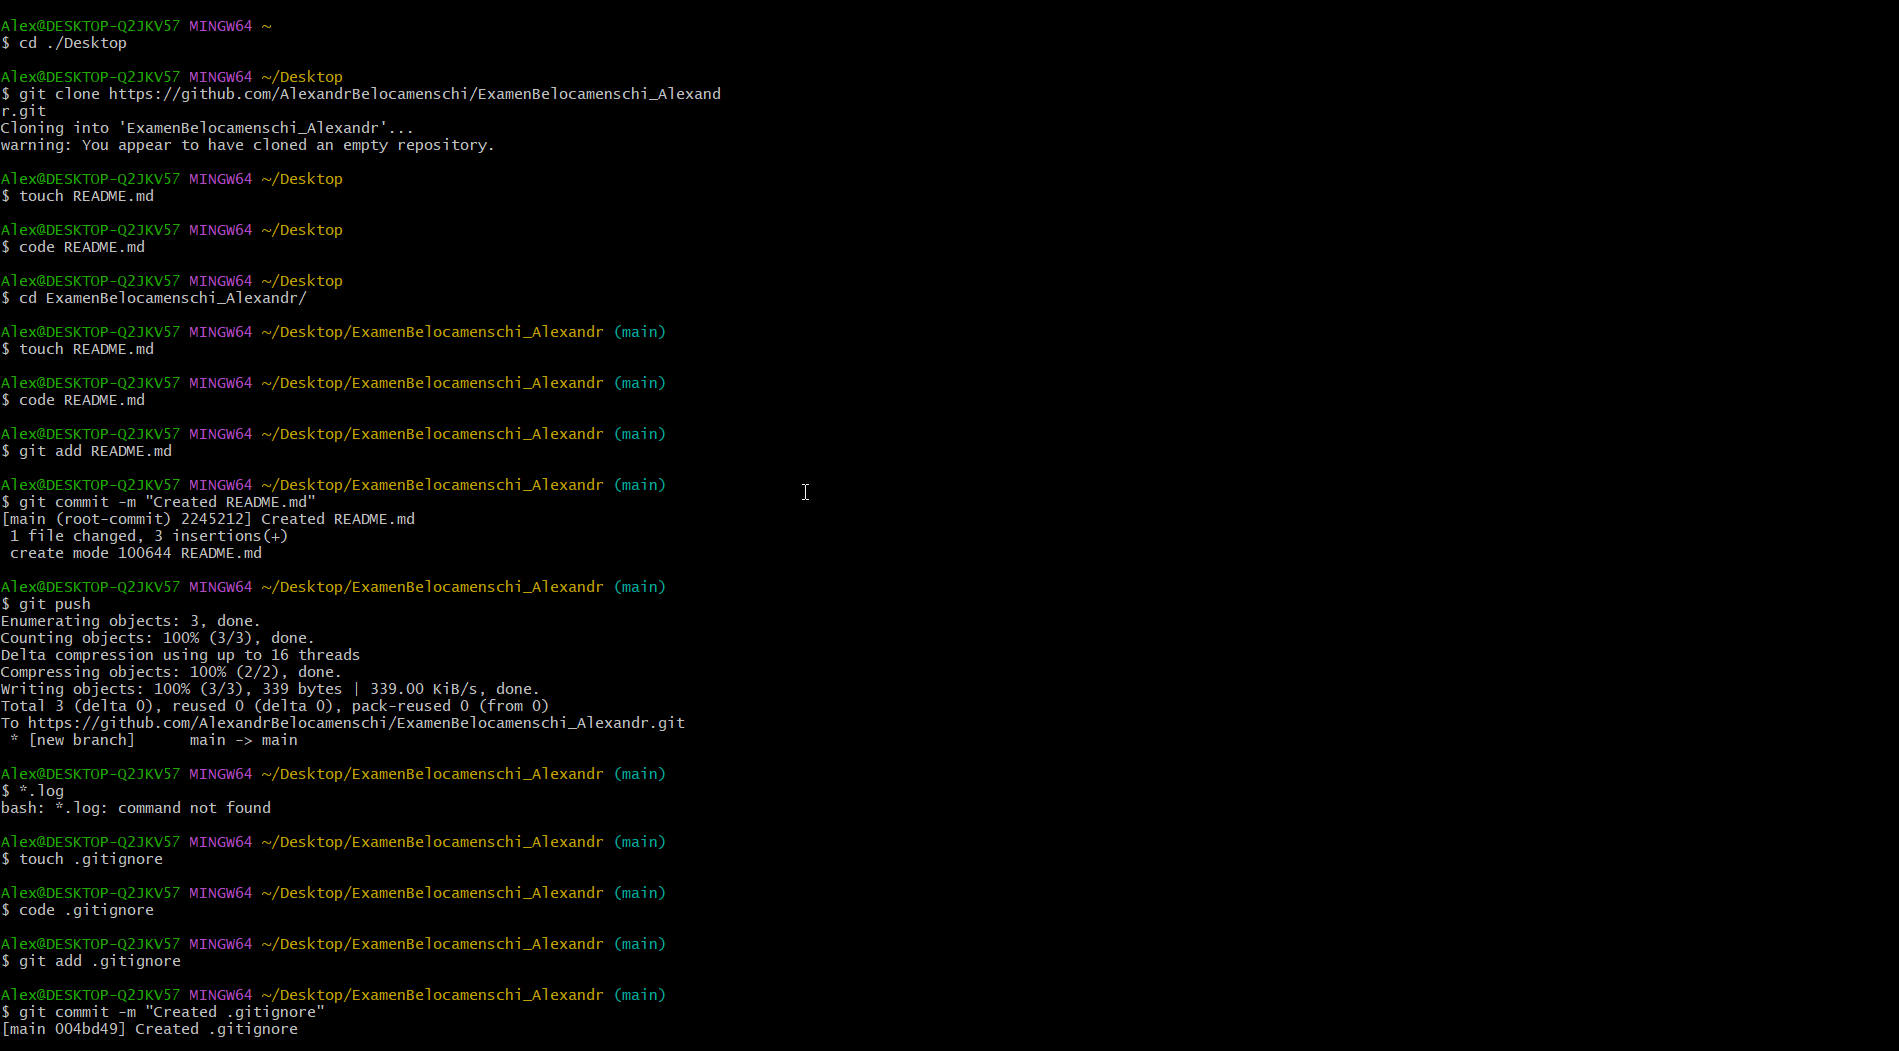 Alex@DESKTOP-Q2JKV57 MINGW64 ~
$ cd ./Desktop
Alex@DESKTOP-Q2JKV57 MINGW64 ~/Desktop
$ git clone https://github.com/AlexandrBelocamenschi/ExamenBelocamenschi_Alexand
r.git
Cloning into 'ExamenBelocamenschi_Alexandr'...
warning: You appear to have cloned an empty repository.
Alex@DESKTOP-Q2JKV57 MINGW64 ~/Desktop
$ touch README.md
Alex@DESKTOP-Q2JKV57 MINGW64 ~/Desktop
$ code README.md
Alex@DESKTOP-Q2JKV57 MINGW64 ~/Desktop
$ cd ExamenBelocamenschi_Alexandr/
Alex@DESKTOP-Q2JKV57 MINGW64 ~/Desktop/ExamenBelocamenschi_Alexandr (main)
$ touch README.md
Alex@DESKTOP-Q2JKV57 MINGW64 ~/Desktop/ExamenBelocamenschi_Alexandr (main)
$ code README.md
Alex@DESKTOP-Q2JKV57 MINGW64 ~/Desktop/ExamenBelocamenschi_Alexandr (main)
$ git add README.md
Alex@DESKTOP-Q2JKV57 MINGW64 ~/Desktop/ExamenBelocamenschi_Alexandr (main)
$ git commit -m "Created README.md"
[main (root-commit) 2245212] Created README.md
 1 file changed, 3 insertions(+)
 create mode 100644 README.md
Alex@DESKTOP-Q2JKV57 MINGW64 ~/Desktop/ExamenBelocamenschi_Alexandr (main)
$ git push
Enumerating objects: 3, done.
Counting objects: 100% (3/3), done.
Delta compression using up to 16 threads
Compressing objects: 100% (2/2), done.
Writing objects: 100% (3/3), 339 bytes | 339.00 KiB/s, done.
Total 3 (delta 0), reused 0 (delta 0), pack-reused 0 (from 0)
To https://github.com/AlexandrBelocamenschi/ExamenBelocamenschi_Alexandr.git
 * [new branch]      main -> main
Alex@DESKTOP-Q2JKV57 MINGW64 ~/Desktop/ExamenBelocamenschi_Alexandr (main)
$ *.log
bash: *.log: command not found
Alex@DESKTOP-Q2JKV57 MINGW64 ~/Desktop/ExamenBelocamenschi_Alexandr (main)
$ touch .gitignore
Alex@DESKTOP-Q2JKV57 MINGW64 ~/Desktop/ExamenBelocamenschi_Alexandr (main)
$ code .gitignore
Alex@DESKTOP-Q2JKV57 MINGW64 ~/Desktop/ExamenBelocamenschi_Alexandr (main)
$ git add .gitignore
Alex@DESKTOP-Q2JKV57 MINGW64 ~/Desktop/ExamenBelocamenschi_Alexandr (main)
$ git commit -m "Created .gitignore"
[main 004bd49] Created .gitignore